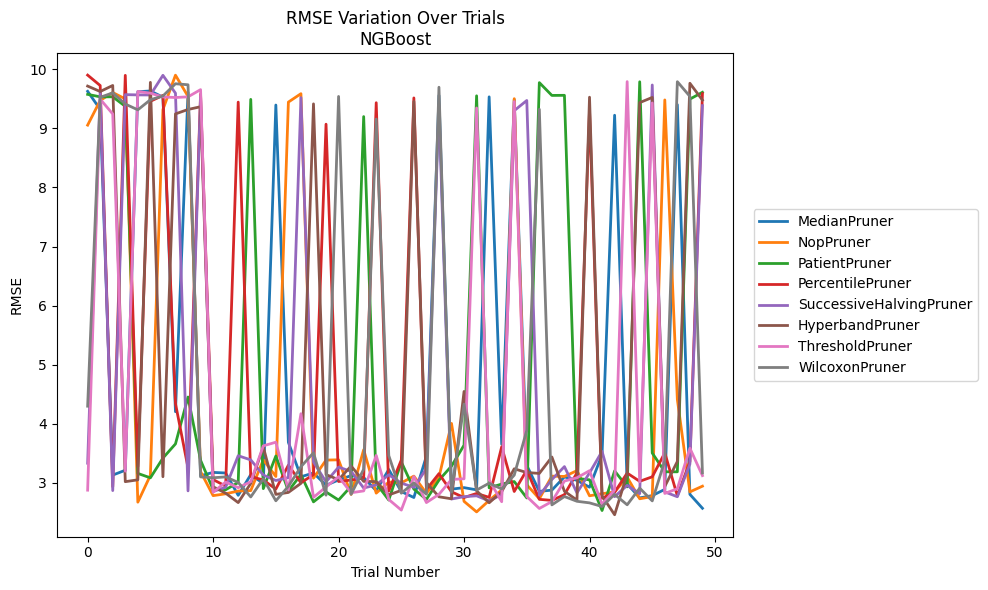 RMSE Variation Over Trials
NGBoost
RMSE
10
9
8
7
6
5
4
3
0
10
20
30
40
50
Trial Number
MedianPruner
NopPruner
PatientPruner
PercentilePruner
SuccessiveHalvingPruner
HyperbandPruner
ThresholdPruner
WilcoxonPruner